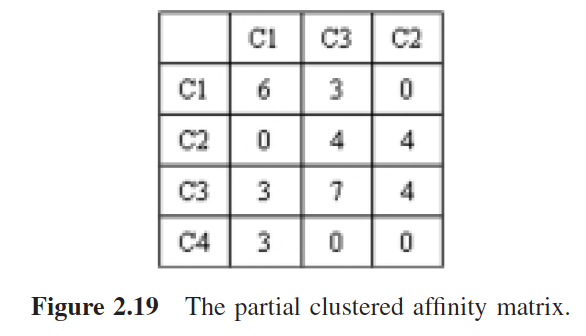 C1 C3 C2
C1 6 3 0
C2 0 4 4
C3 3 7 4
C4 3 0 0
Figure 2.19 The partial clustered affinity matrix.